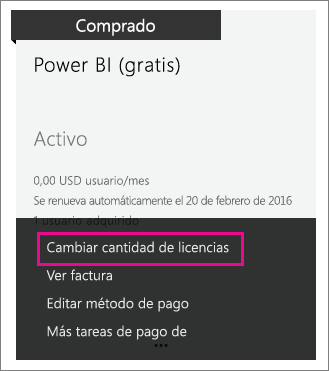 Comprado
Power BI (gratis)
Activo
0,00 USD usuario/mes
Se renueva automáticamente el 20 de febrero de 2016
1 usuario adquirido
Cambiar cantidad de licencias
Ver factura
Editar método de pago
Más tareas de pago de
...